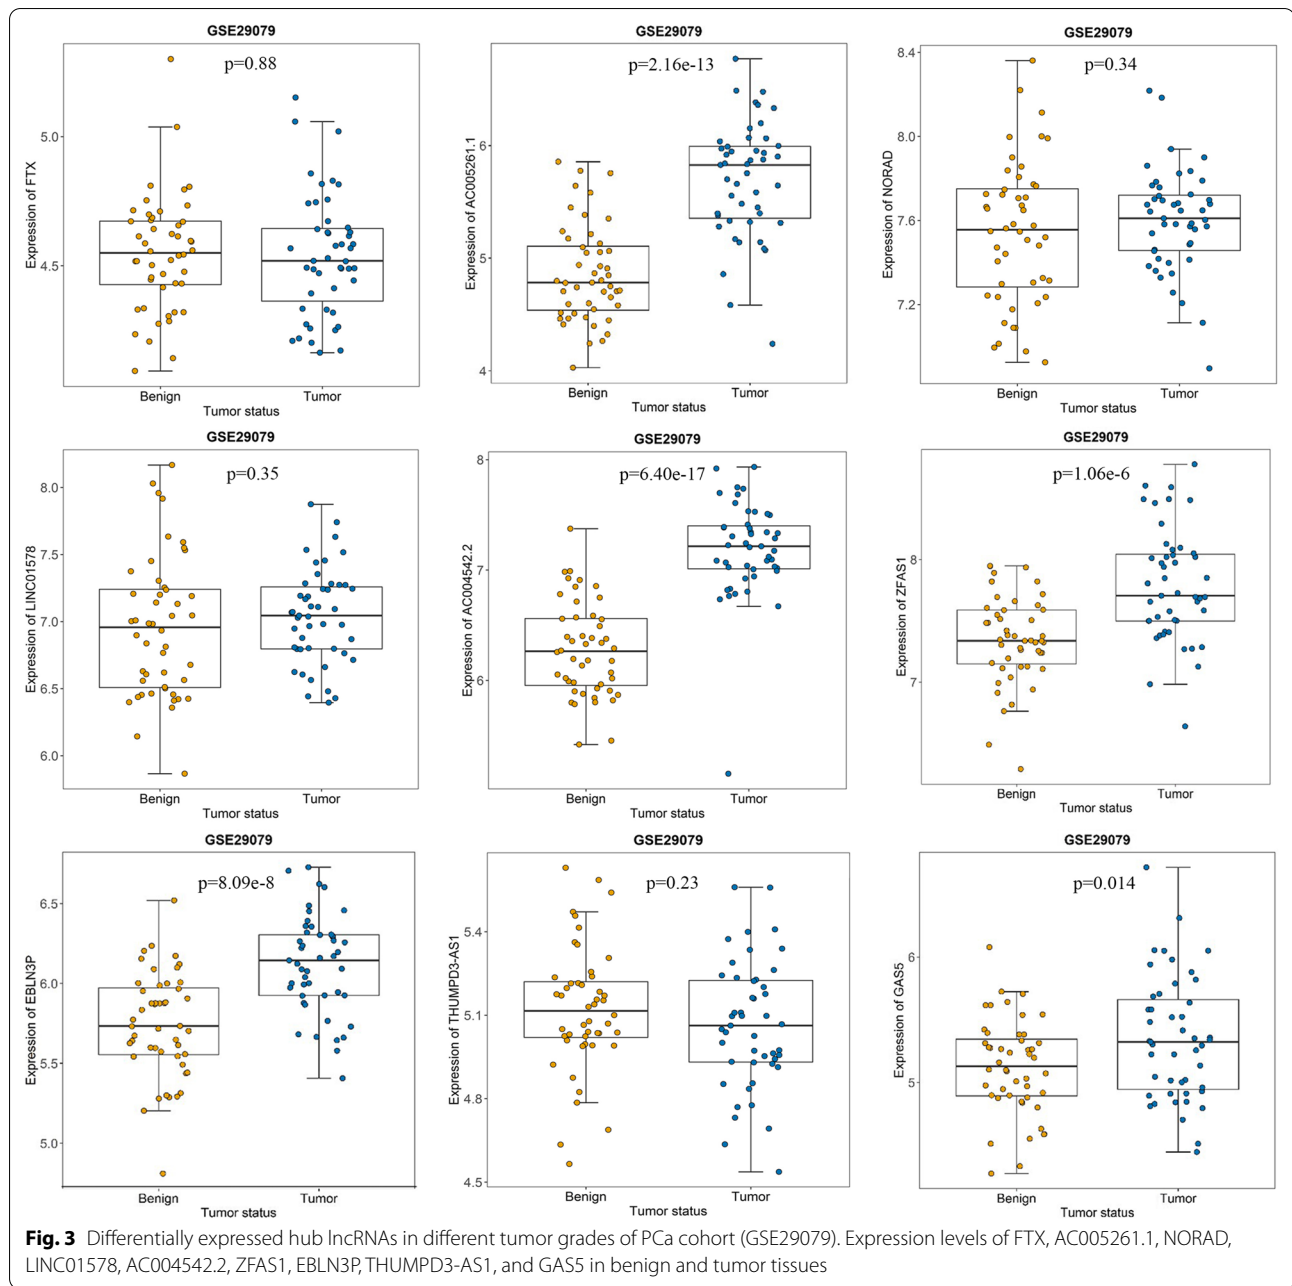 GSE29079
p=0.88
Expression of FTX
5.0
4.5
Benign
Tumor
Tumor status
GSE29079
p=2.16e-13
Expression of AC005261.1
6
5
4
Benign
Tumor
Tumor status
GSE29079
p=0.34
Expression of NORAD
8.4
8.0
7.6
7.2
Benign
Tumor
Tumor status
GSE29079
p=0.35
Expression of LINC01578
8.0
7.5
7.0
6.5
6.0
Benign
Tumor
Tumor status
GSE29079
p=6.40e-17
Expression of AC004542.2
8
7
6
Benign
Tumor
Tumor status
GSE29079
p=1.06e-6
Expression of ZFAS1
8
7
Benign
Tumor
Tumor status
GSE29079
p=8.09e-8
Expression of EBLN3P
6.5
6.0
5.5
5.0
Benign
Tumor
Tumor status
GSE29079
p=0.23
Expression of THUMPD3-AS1
5.4
5.1
4.8
4.5
Benign
Tumor
Tumor status
GSE29079
p=0.014
Expression of GAS5
6
5
Benign
Tumor
Tumor status
Fig. 3 Differentially expressed hub lncRNAs in different tumor grades of PCa cohort (GSE29079). Expression levels of FTX, AC005261.1, NORAD,
LINC01578, AC004542.2, ZFAS1, EBLN3P, THUMPD3-AS1, and GAS5 in benign and tumor tissues